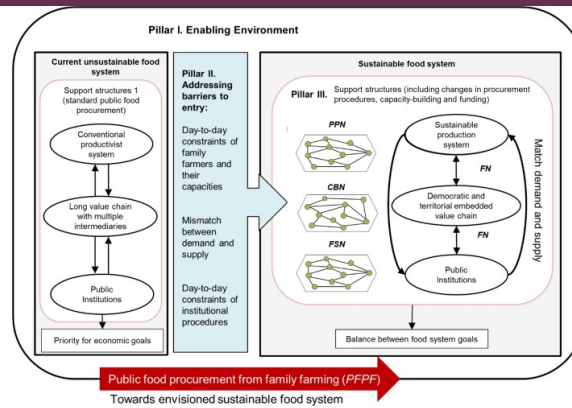 Pillar I. Enabling Environment
Current unsustainable food
system
Support structures 1
(standard public food
procurement)
Conventional
productivist
system
Long value chain
with multiple
intermediaries
Public
Institutions
Priority for economic goals
Pillar II.
Addressing
barriers to
entry:
Day-to-day
constraints of
family
farmers and
their
capacities
Mismatch
between
demand and
supply
Day-to-day
constraints of
institutional
procedures
Sustainable food system
Pillar III. Support structures (including changes in procurement
procedures, capacity-building and funding)
PPN
CBN
FSN
Sustainable
production
system
FN
Democratic and
territorial embedded
value chain
FN
Public
Institutions
Match demand and supply
Balance between food system goals
Public food procurement from family farming (PFPF)
Towards envisioned sustainable food system